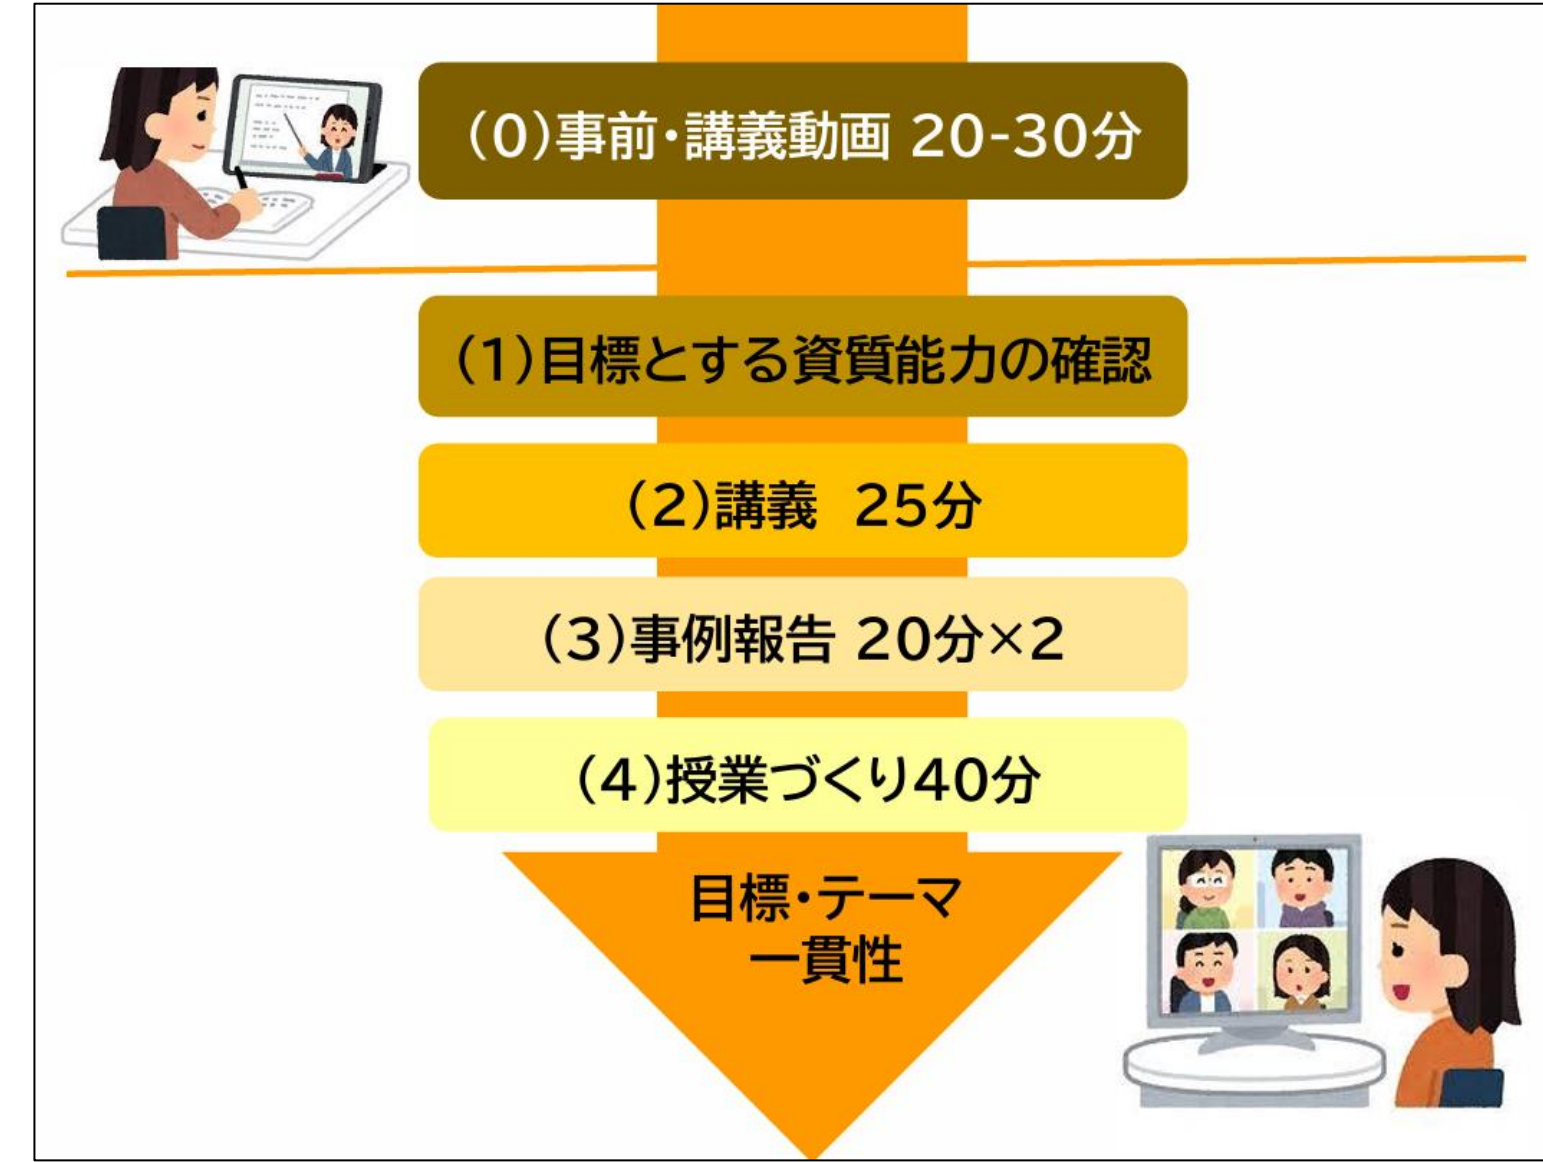 （0）事前・講義動画 20-30分
（1）目標とする資質能力の確認
（2）講義　25分
（3）事例報告 20分×2
（4）授業づくり40分
目標・テーマ
一貫性